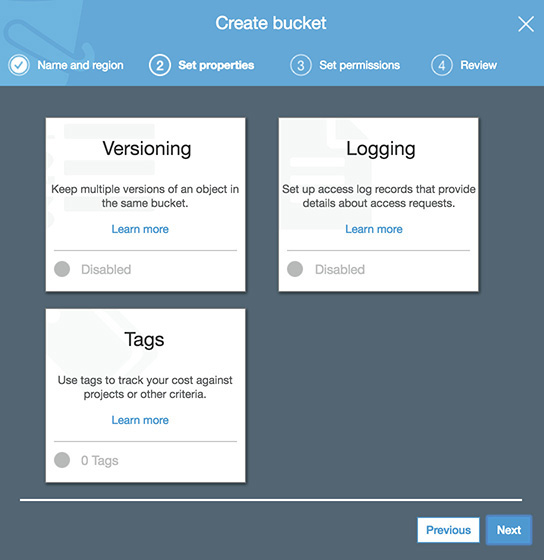 Create bucket
Name and region
2 Set properties
3 Set permissions
4 Review
Versioning
Keep multiple versions of an object in
the same bucket.
Learn more
Disabled
Logging
Set up access log records that provide
details about access requests.
Learn more
Disabled
Tags
Use tags to track your cost against
projects or other criteria.
Learn more
0 Tags
Previous
Next